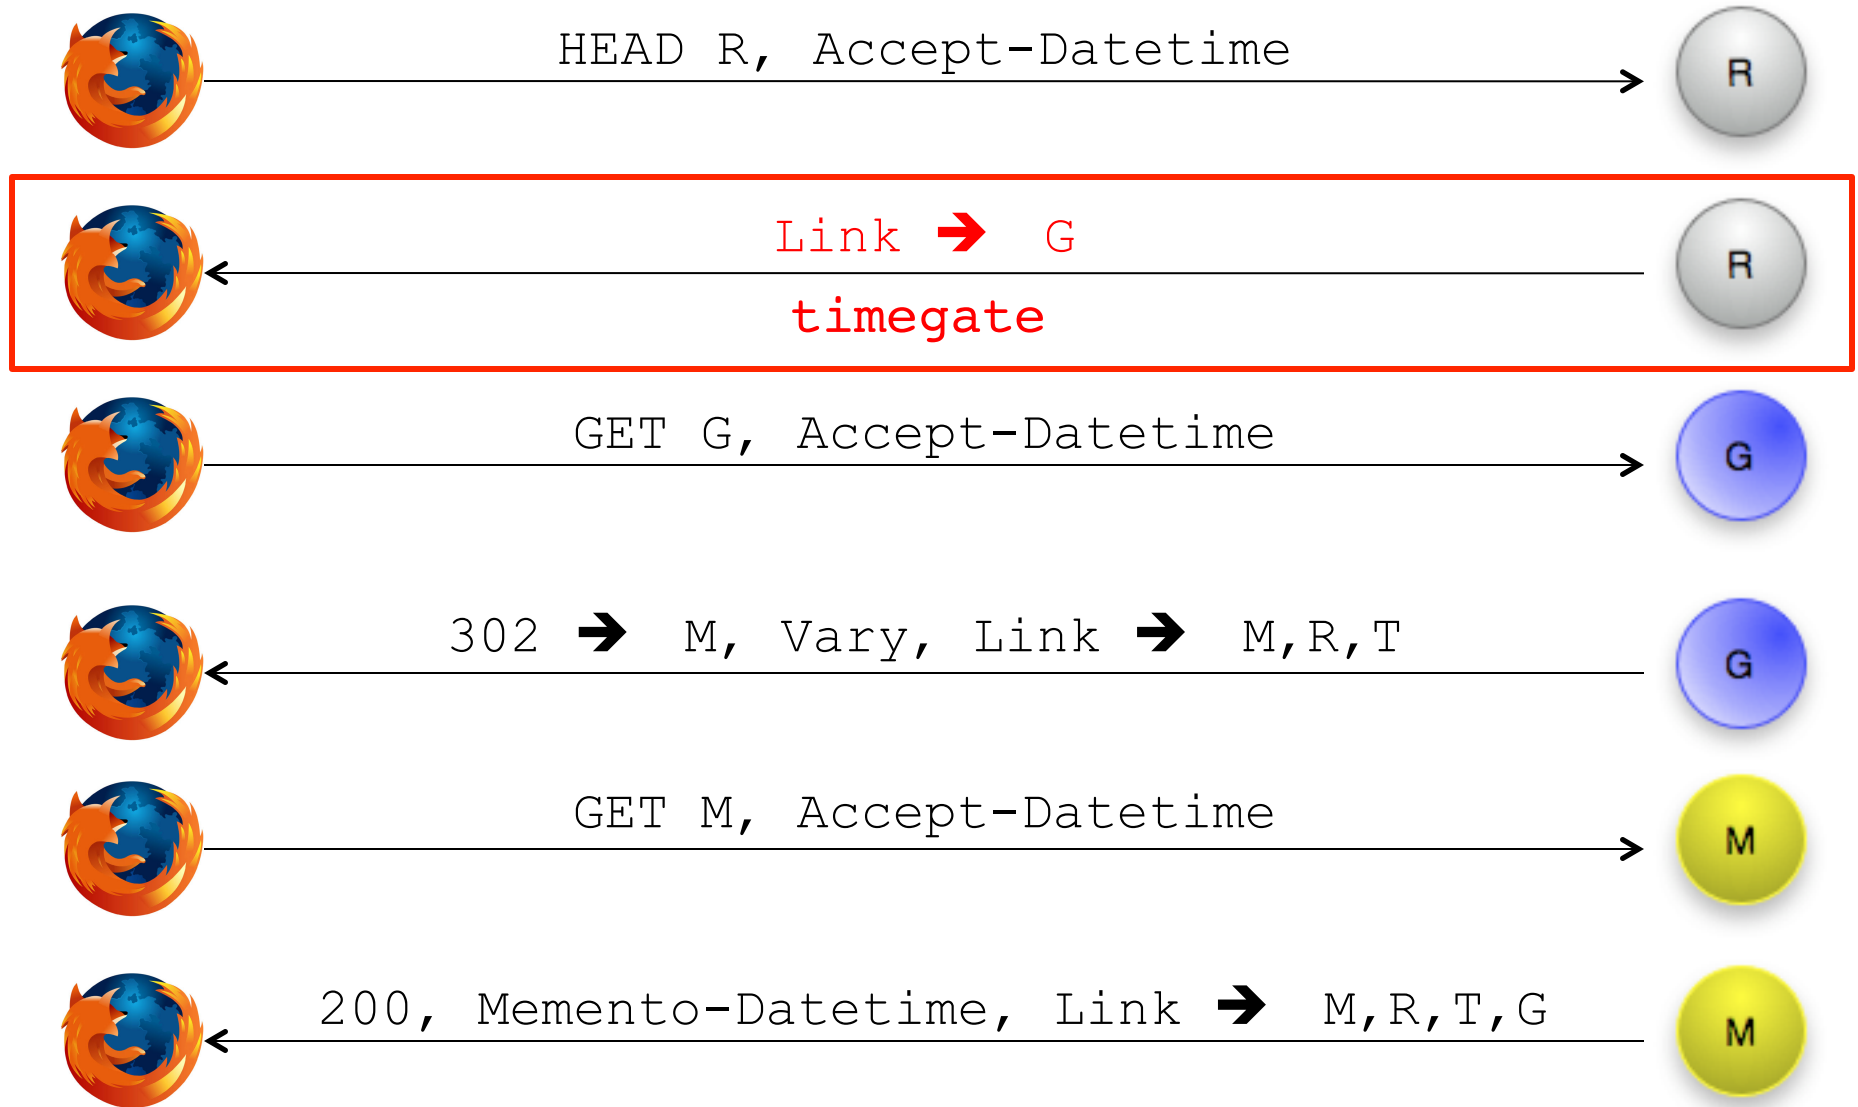 HEAD R, Accept-Datetime
R
Link ➔ G
R
timegate
GET G, Accept-Datetime
G
302 ➔ M, Vary, Link ➔ M,R,T
G
GET M, Accept-Datetime
M
200, Memento-Datetime, Link ➔ M,R,T,G
M